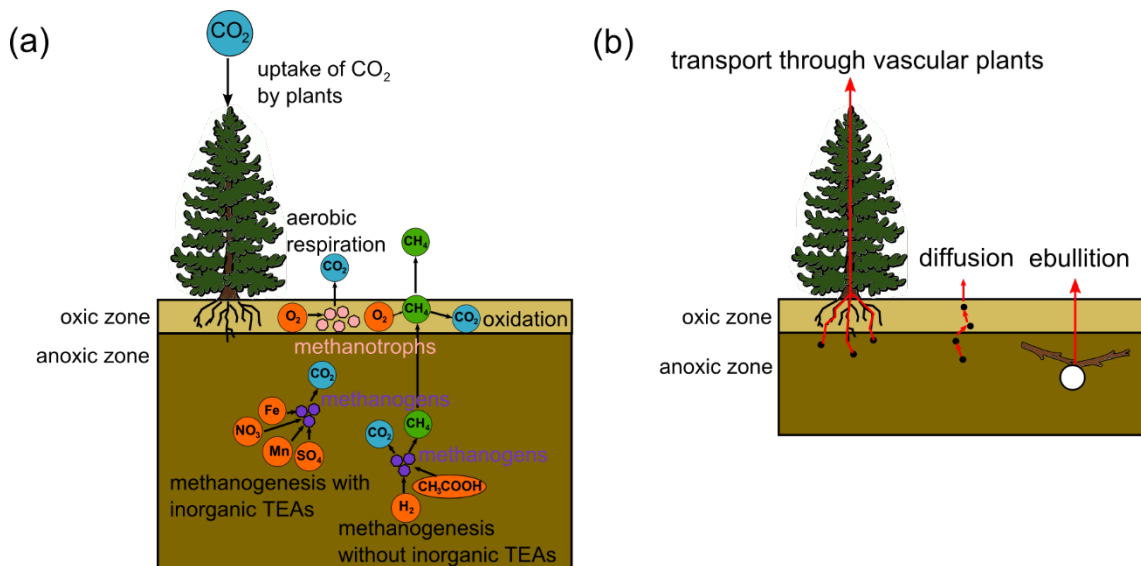 (a)
CO₂
uptake of CO₂
by plants
aerobic
respiration
CO₂
CH₄
oxic zone
O₂
O₂
CH₄
CO₂
oxidation
methanotrophs
anoxic zone
CO₂
methanogens
Fe
NO₃
Mn
SO₄
methanogenesis with
inorganic TEAs
CH₄
CO₂
methanogens
CH₃COOH
H₂
methanogenesis
without inorganic TEAs
(b)
transport through vascular plants
diffusion
ebullition
oxic zone
anoxic zone